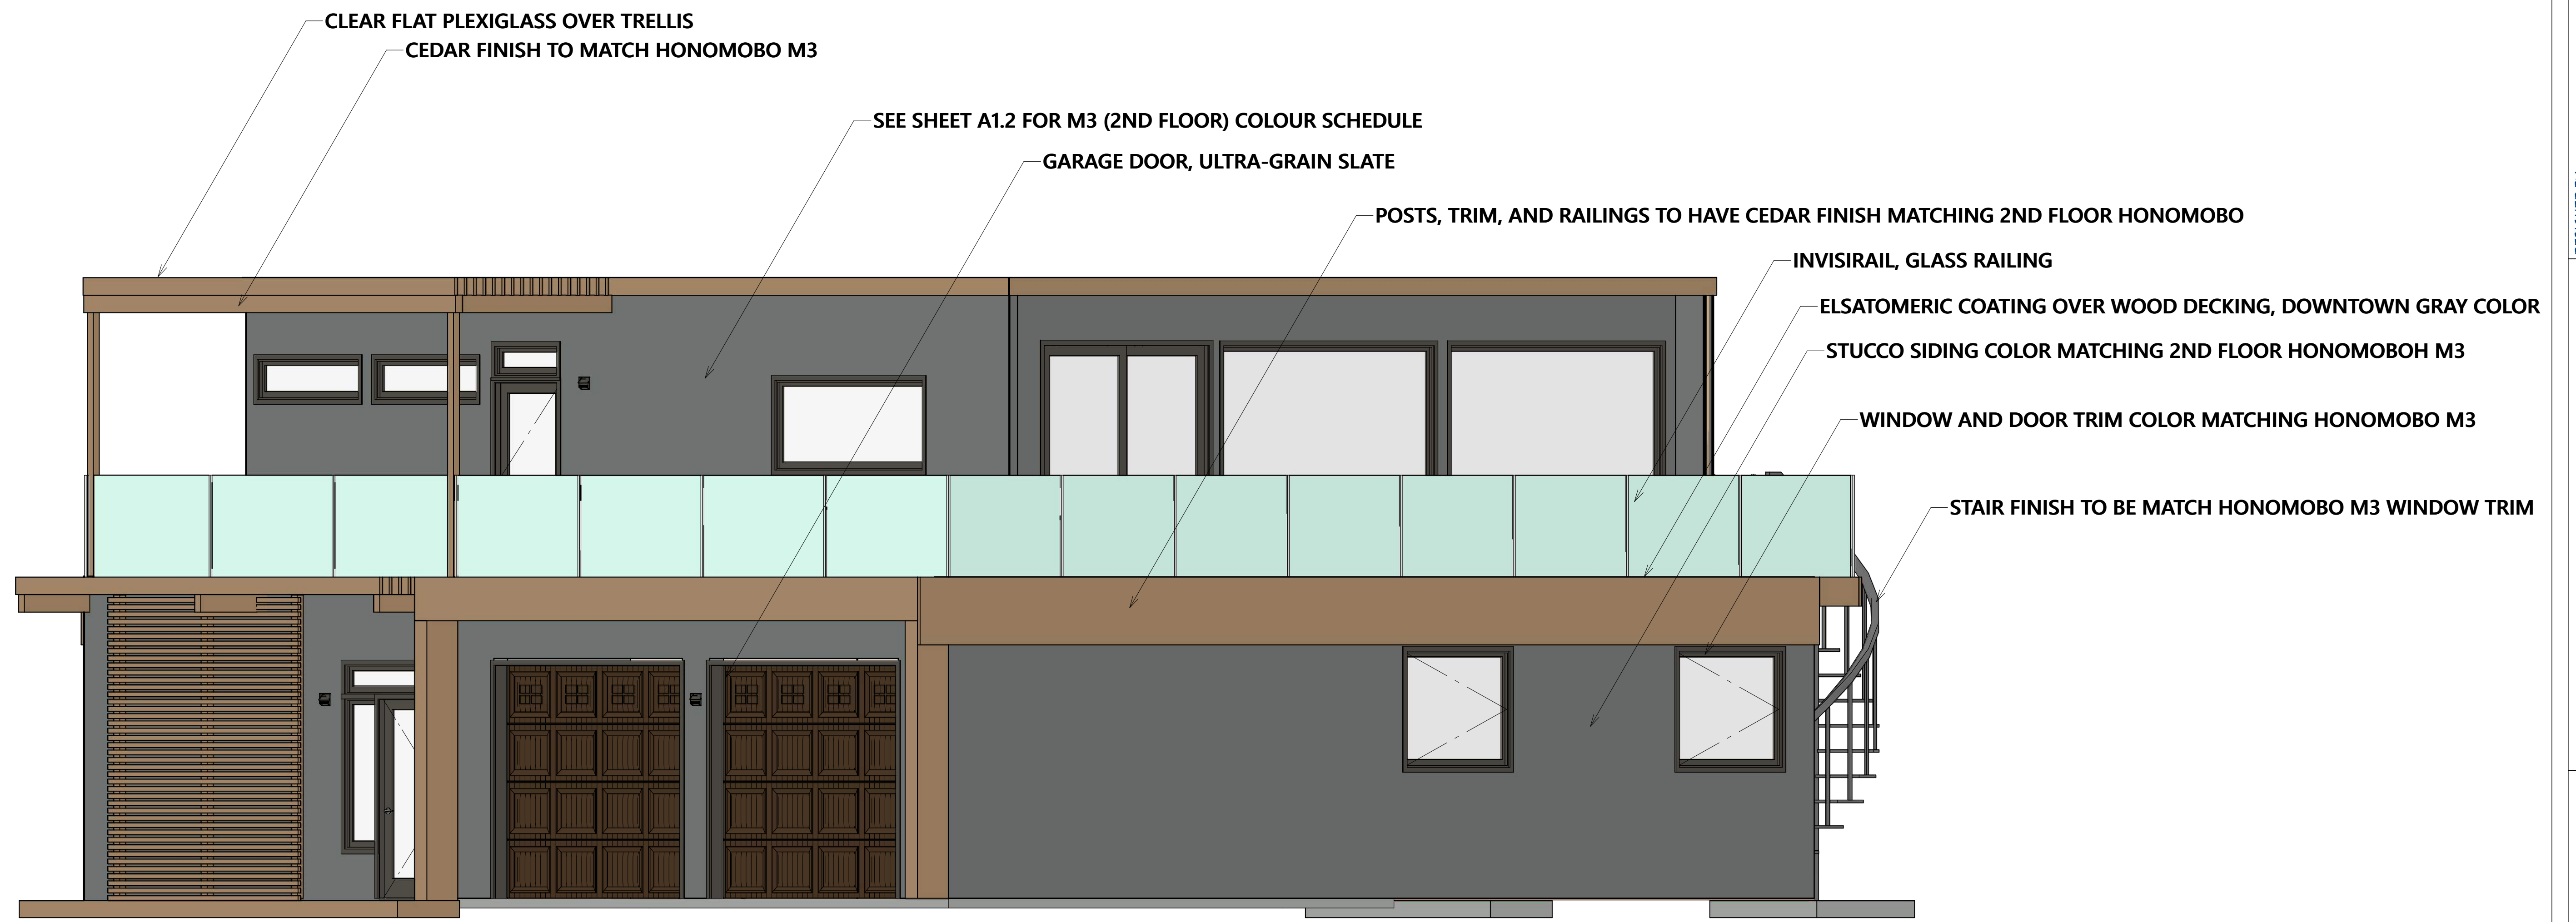 CLEAR FLAT PLEXIGLASS OVER TRELLIS
CEDAR FINISH TO MATCH HONOMOBO M3
SEE SHEET A1.2 FOR M3 (2ND FLOOR) COLOUR SCHEDULE
GARAGE DOOR, ULTRA-GRAIN SLATE
POSTS, TRIM, AND RAILINGS TO HAVE CEDAR FINISH MATCHING 2ND FLOOR HONOMOBO
INVISIRAIL, GLASS RAILING
ELSATOMERIC COATING OVER WOOD DECKING, DOWNTOWN GRAY COLOR
STUCCO SIDING COLOR MATCHING 2ND FLOOR HONOMOBOH M3
WINDOW AND DOOR TRIM COLOR MATCHING HONOMOBO M3
STAIR FINISH TO BE MATCH HONOMOBO M3 WINDOW TRIM